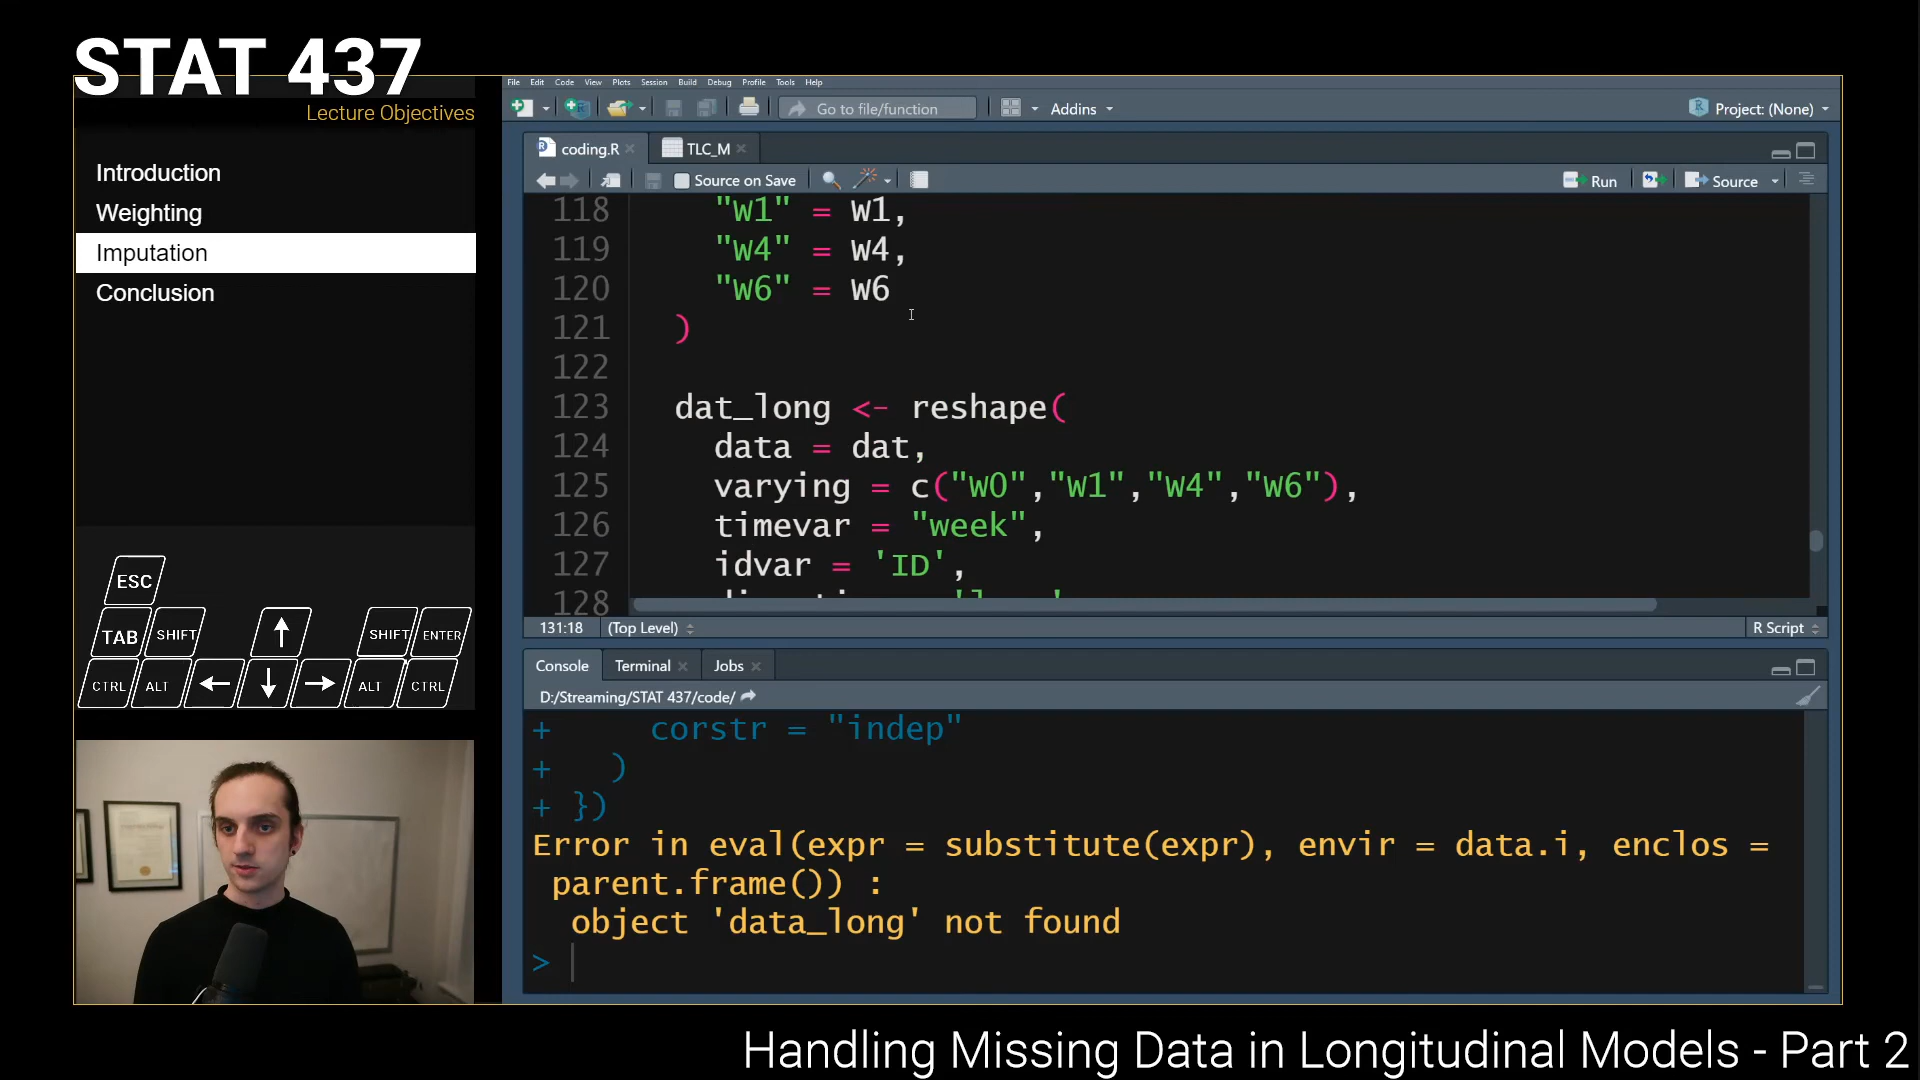 STAT 437
Lecture Objectives
Introduction
Weighting
Imputation
Conclusion
ESC
TAB SHIFT ↑ SHIFT ENTER
CTRL ALT ← ↓ → ALT CTRL
File Edit Code View Plots Session Build Debug Profile Tools Help
Go to file/function Addins Project: (None)
coding.R TLC_M
Source on Save Run Source
118 "W1" = W1,
119 "W4" = W4,
120 "W6" = W6
121 )
122
123 dat_long <- reshape(
124 data = dat,
125 varying = c("W0","W1","W4","W6"),
126 timevar = "week",
127 idvar = 'ID',
128
131:18 (Top Level) R Script
Console Terminal Jobs
D:/Streaming/STAT 437/code/
+ corstr = "indep"
+ )
+ })
Error in eval(expr = substitute(expr), envir = data.i, enclos =
parent.frame()) :
object 'data_long' not found
>
Handling Missing Data in Longitudinal Models - Part 2